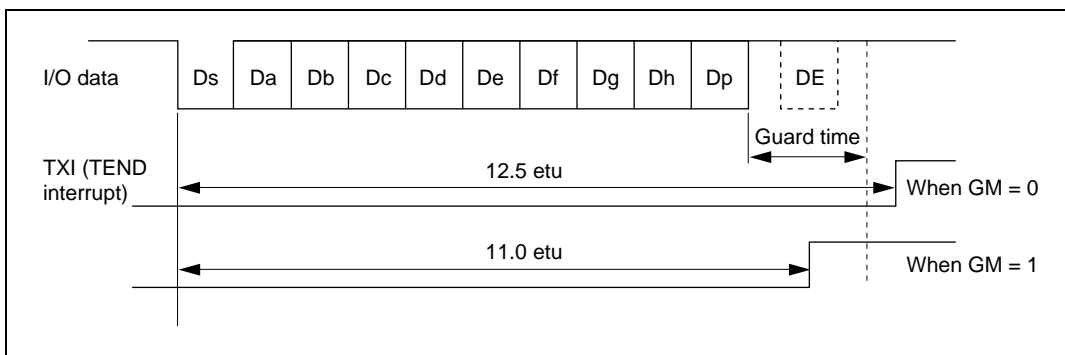 I/O data
Ds Da Db Dc Dd De Df Dg Dh Dp DE
Guard time
TXI (TEND
interrupt)
12.5 etu
When GM = 0
11.0 etu
When GM = 1